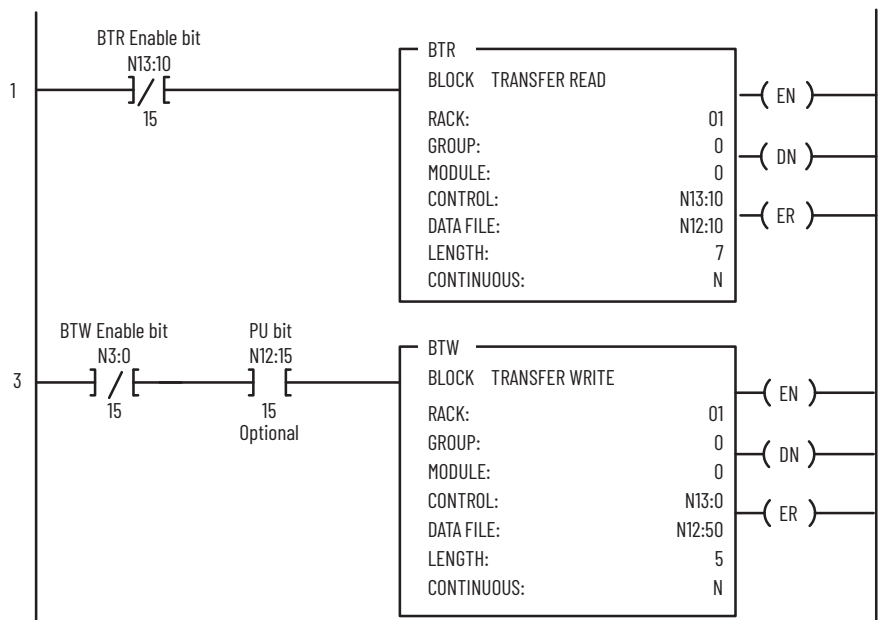 1
BTR Enable bit
N13:10
15
BTR
BLOCK TRANSFER READ
RACK: 01
GROUP: 0
MODULE: 0
CONTROL: N13:10
DATA FILE: N12:10
LENGTH: 7
CONTINUOUS: N
EN
DN
ER
3
BTW Enable bit
N3:0
15
PU bit
N12:15
15
Optional
BTW
BLOCK TRANSFER WRITE
RACK: 01
GROUP: 0
MODULE: 0
CONTROL: N13:0
DATA FILE: N12:50
LENGTH: 5
CONTINUOUS: N
EN
DN
ER